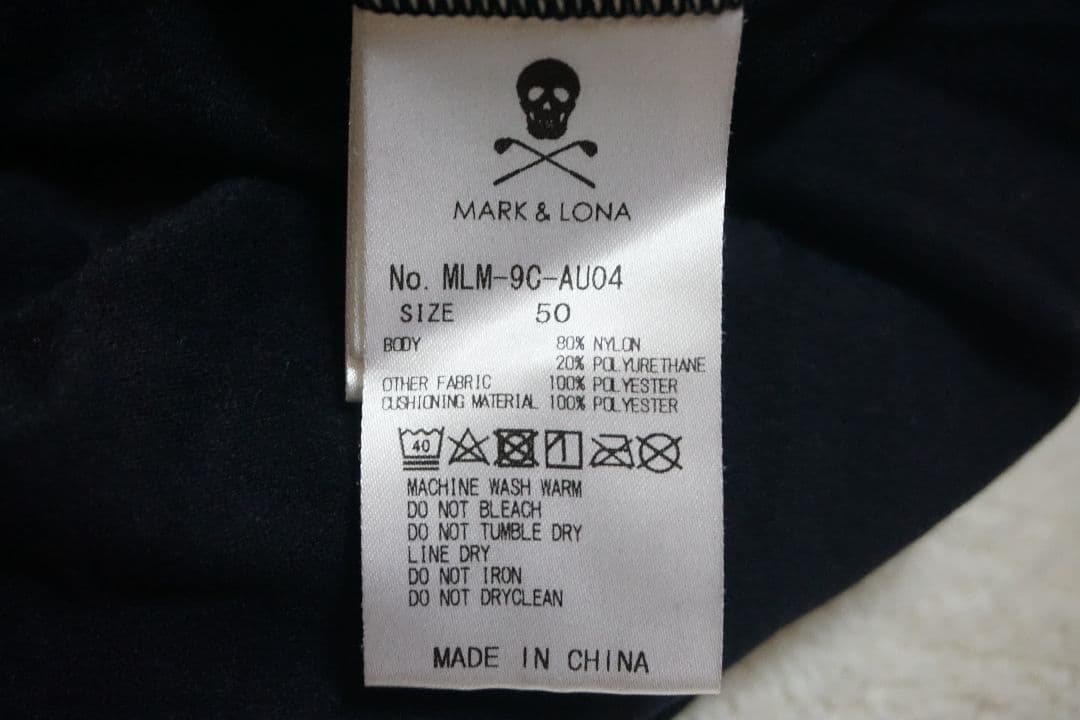 MARK & LONA
No. MLM-9C-AU04
SIZE 50
BODY 80% NYLON
20% POLYURETHANE
OTHER FABRIC 100% POLYESTER
CUSHIONING MATERIAL 100% POLYESTER
40
MACHINE WASH WARM
DO NOT BLEACH
DO NOT TUMBLE DRY
LINE DRY
DO NOT IRON
DO NOT DRYCLEAN
MADE IN CHINA